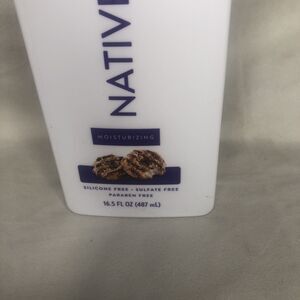 NATIVE
MOISTURIZING
SILICONE FREE • SULFATE FREE
PARABEN FREE
16.5 FL OZ (487 mL)